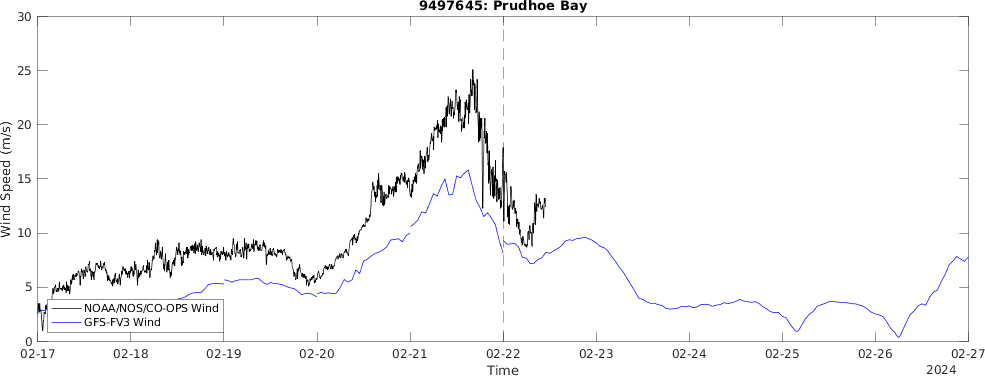 9497645: Prudhoe Bay
30
25
20
15
10
5
0
Wind Speed (m/s)
NOAA/NOS/CO-OPS Wind
GFS-FV3 Wind
02-17 02-18 02-19 02-20 02-21 02-22 02-23 02-24 02-25 02-26 02-27
Time
2024